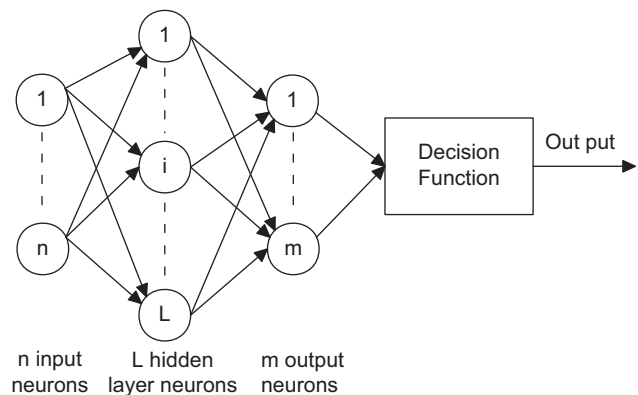 1
1
1
n
i
m
L
Decision
Function
Out put
n input
neurons
L hidden
layer neurons
m output
neurons